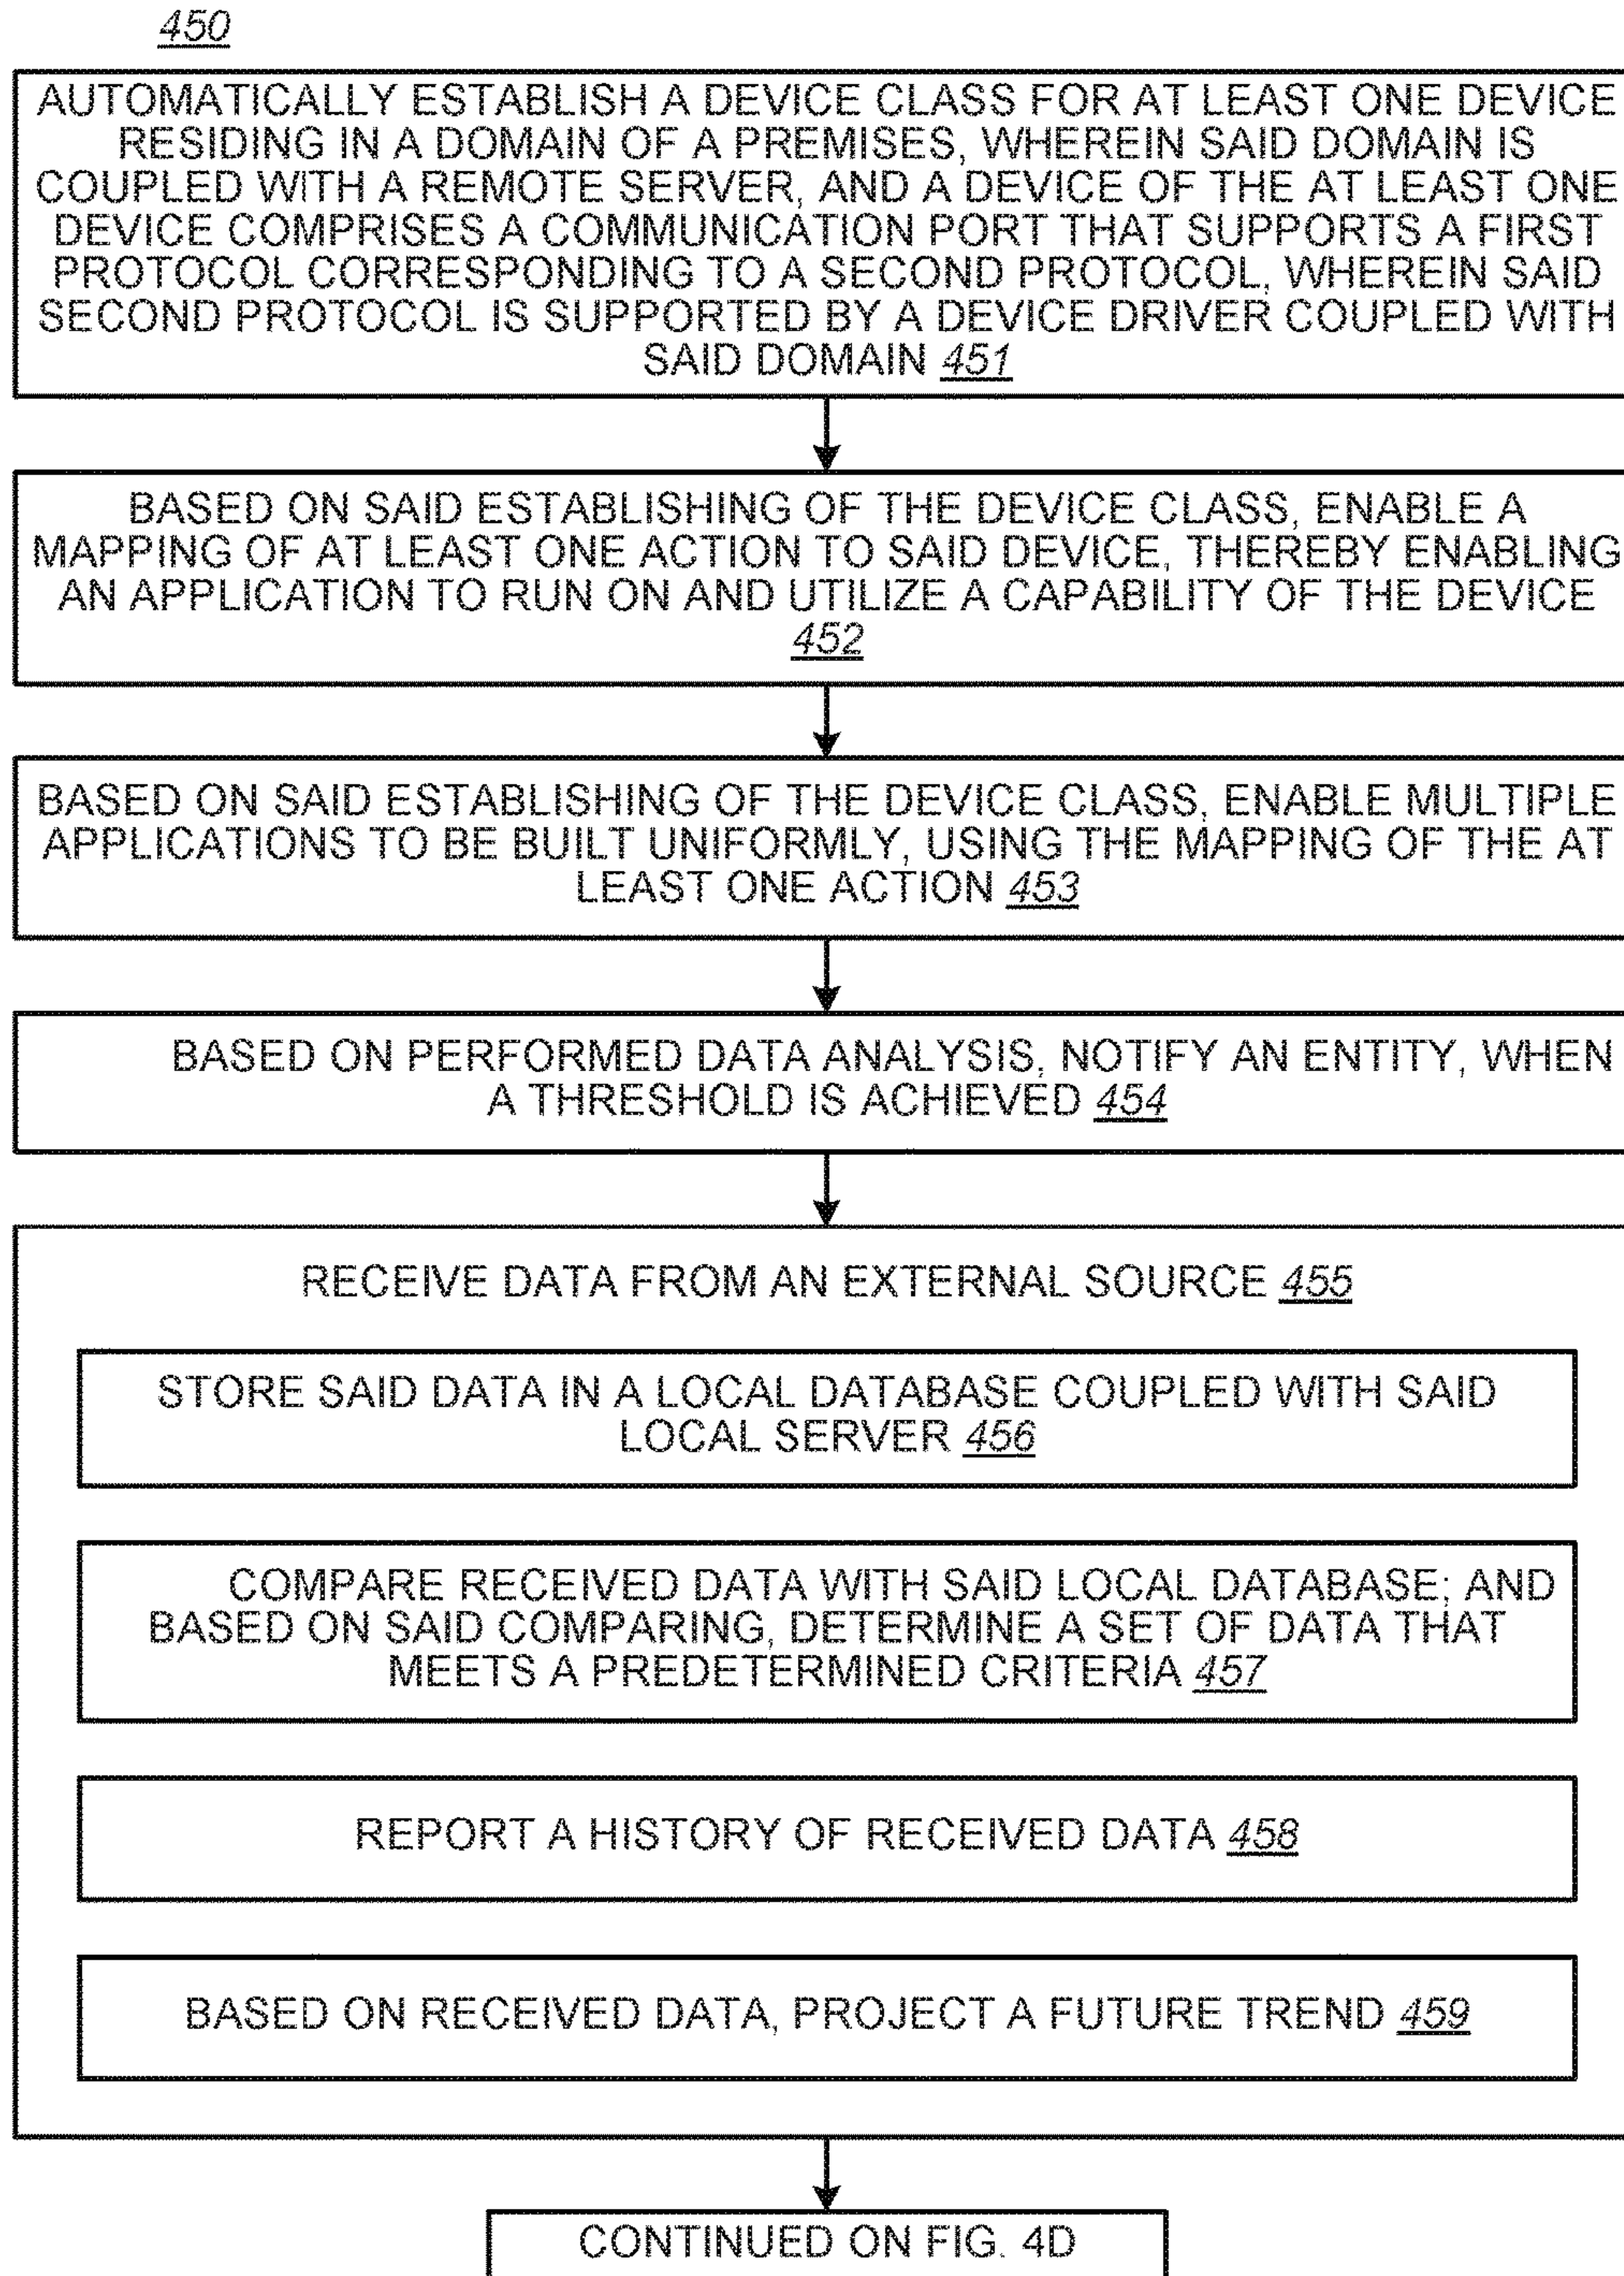 450
AUTOMATICALLY ESTABLISH A DEVICE CLASS FOR AT LEAST ONE DEVICE
RESIDING IN A DOMAIN OF A PREMISES, WHEREIN SAID DOMAIN IS
COUPLED WITH A REMOTE SERVER, AND A DEVICE OF THE AT LEAST ONE
DEVICE COMPRISES A COMMUNICATION PORT THAT SUPPORTS A FIRST
PROTOCOL CORRESPONDING TO A SECOND PROTOCOL, WHEREIN SAID
SECOND PROTOCOL IS SUPPORTED BY A DEVICE DRIVER COUPLED WITH
SAID DOMAIN 451
BASED ON SAID ESTABLISHING OF THE DEVICE CLASS, ENABLE A
MAPPING OF AT LEAST ONE ACTION TO SAID DEVICE, THEREBY ENABLING
AN APPLICATION TO RUN ON AND UTILIZE A CAPABILITY OF THE DEVICE
452
BASED ON SAID ESTABLISHING OF THE DEVICE CLASS, ENABLE MULTIPLE
APPLICATIONS TO BE BUILT UNIFORMLY, USING THE MAPPING OF THE AT
LEAST ONE ACTION 453
BASED ON PERFORMED DATA ANALYSIS, NOTIFY AN ENTITY, WHEN
A THRESHOLD IS ACHIEVED 454
RECEIVE DATA FROM AN EXTERNAL SOURCE 455
STORE SAID DATA IN A LOCAL DATABASE COUPLED WITH SAID
LOCAL SERVER 456
COMPARE RECEIVED DATA WITH SAID LOCAL DATABASE; AND
BASED ON SAID COMPARING, DETERMINE A SET OF DATA THAT
MEETS A PREDETERMINED CRITERIA 457
REPORT A HISTORY OF RECEIVED DATA 458
BASED ON RECEIVED DATA, PROJECT A FUTURE TREND 459
CONTINUED ON FIG. 4D